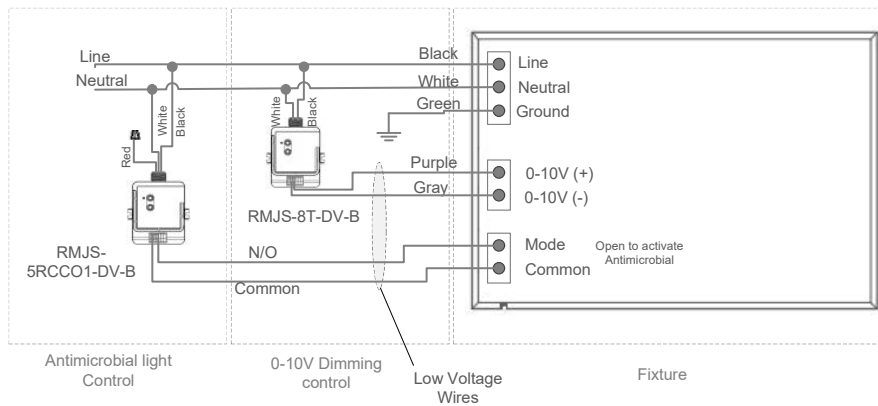 Line
Neutral
Black
White
Green
Line
Neutral
Ground
White
Black
Red
White
Black
Purple
Gray
0-10V (+)
0-10V (-)
RMJS-8T-DV-B
RMJS-
5RCCO1-DV-B
N/O
Common
Mode
Common
Open to activate
Antimicrobial
Antimicrobial light
Control
0-10V Dimming
control
Low Voltage
Wires
Fixture